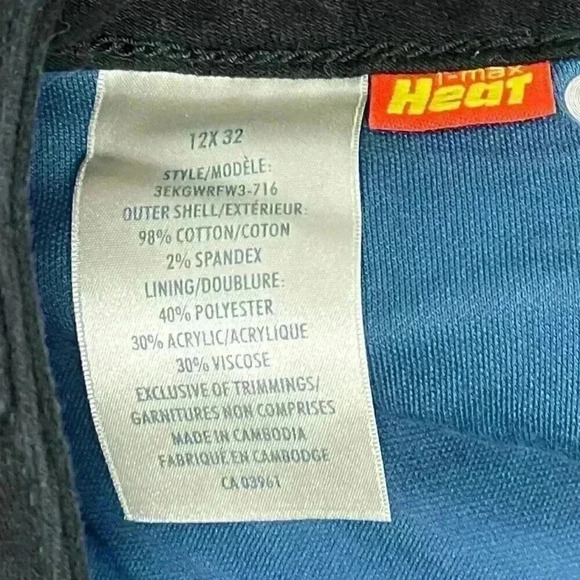 T-max
Heat
12X 32
STYLE/MODÈLE:
3EKGWRFW3-716
OUTER SHELL/EXTÉRIEUR:
98% COTTON/COTON
2% SPANDEX
LINING/DOUBLURE:
40% POLYESTER
30% ACRYLIC/ACRYLIQUE
30% VISCOSE
EXCLUSIVE OF TRIMMINGS/
GARNITURES NON COMPRISES
MADE IN CAMBODIA
FABRIQUE EN CAMBODGE
CA 03961